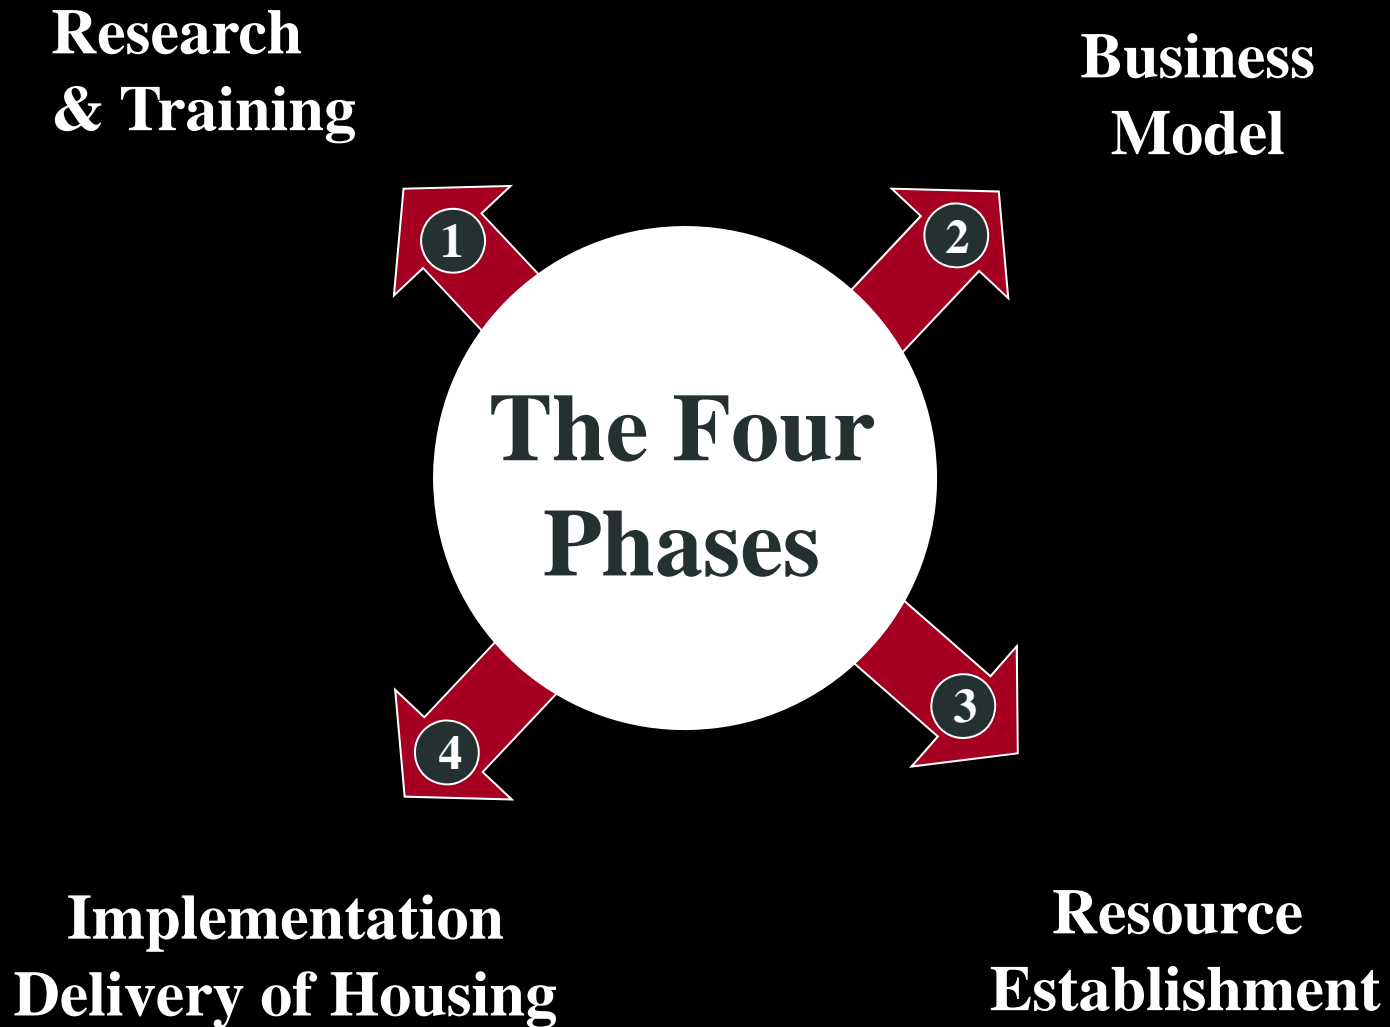 Research
& Training
Business
Model
1
2
The Four
Phases
3
4
Implementation
Delivery of Housing
Resource
Establishment